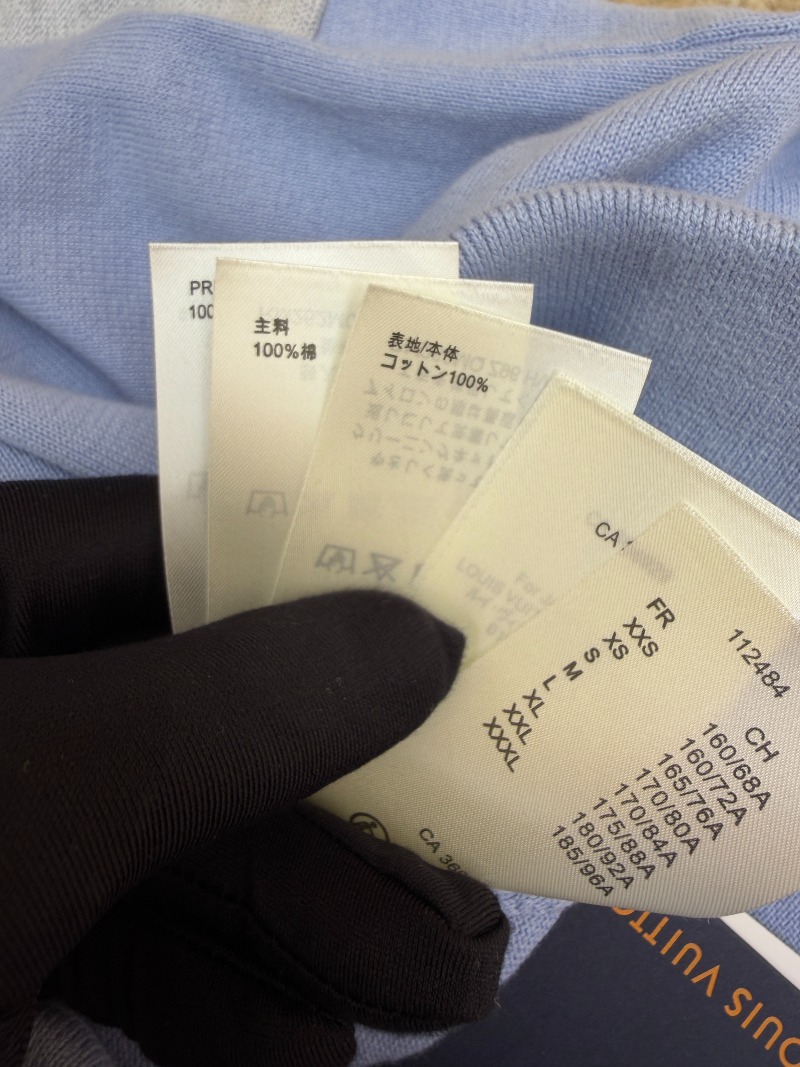 PR
100
主料
100%棉
表地/本体
コットン100%
CA
FR
XXS
XS
S
M
L
XL
XXL
XXXL
112484
CH
160/68A
160/72A
165/76A
170/80A
170/84A
175/88A
180/92A
185/96A
CA 36
LOUIS VUITTO